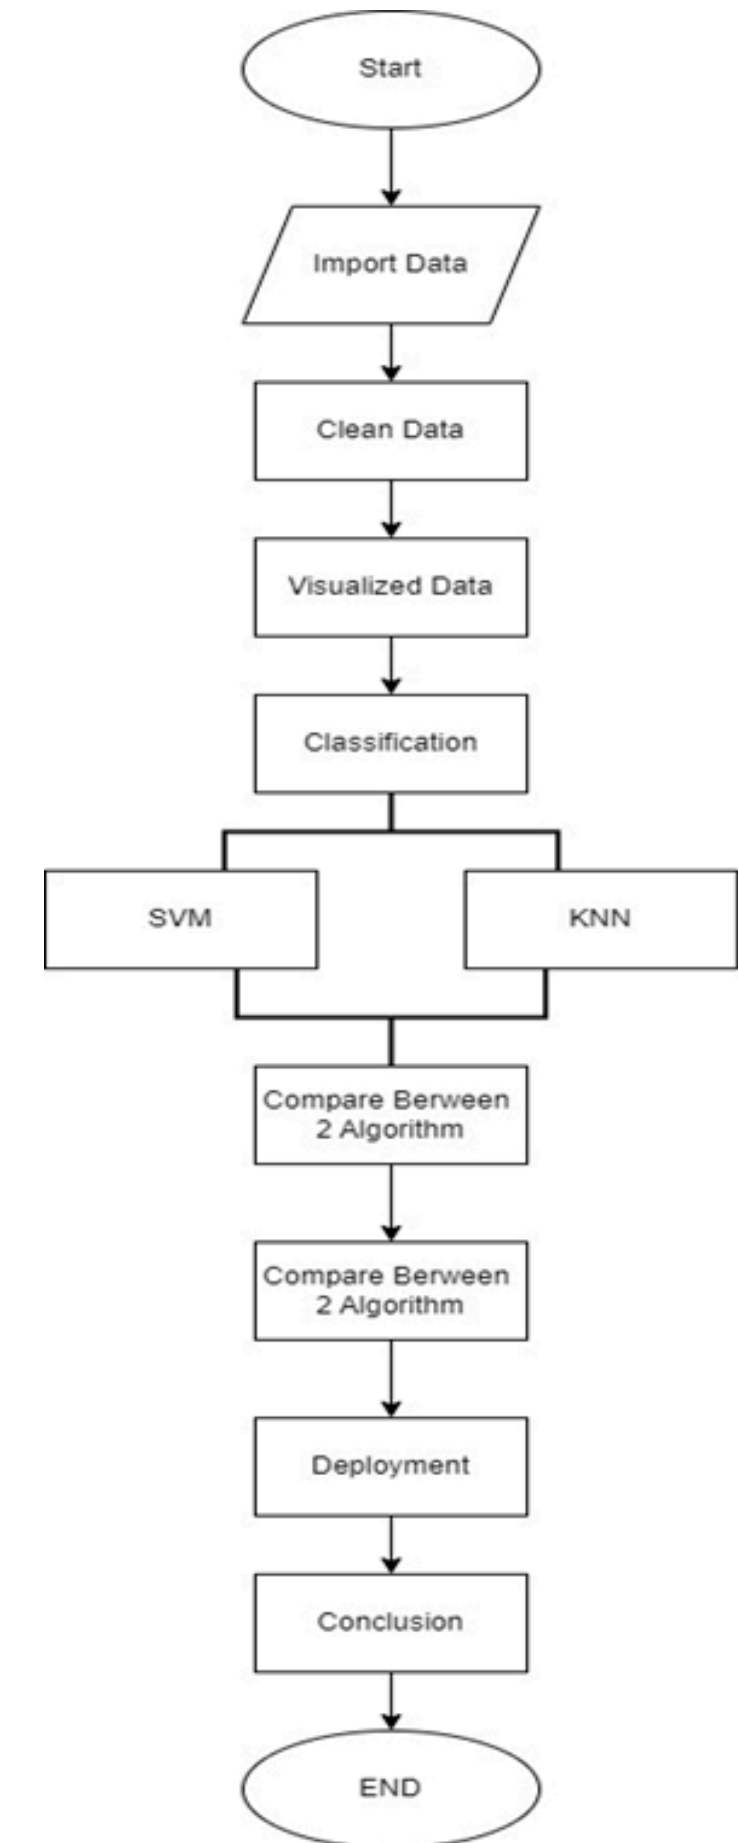 Start
Import Data
Clean Data
Visualized Data
Classification
SVM
KNN
Compare Berween
2 Algorithm
Compare Berween
2 Algorithm
Deployment
Conclusion
END